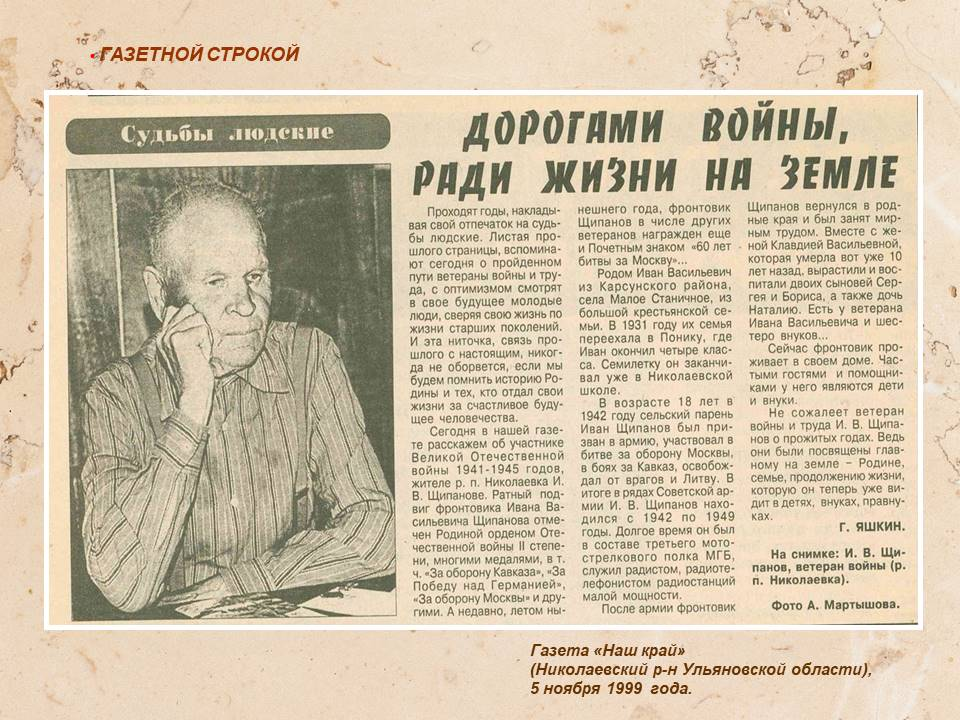 • ГАЗЕТНОЙ СТРОКОЙ
Судьбы людские
ДОРОГАМИ ВОЙНЫ,
РАДИ ЖИЗНИ НА ЗЕМЛЕ
Проходят годы, наклады-
вая свой отпечаток на судь-
бы людские. Листая про-
шлого страницы, вспомина-
ют сегодня о пройденном
пути ветераны войны и тру-
да, с оптимизмом смотрят
в свое будущее молодые
люди, сверяя свою жизнь по
жизни старших поколений.
И эта ниточка, связь про-
шлого с настоящим, никог-
да не оборвется, если мы
будем помнить историю Ро-
дины и тех, кто отдал свои
жизни за счастливое буду-
щее человечества.
Сегодня в нашей газе-
те расскажем об участнике
Великой Отечественной
войны 1941-1945 годов,
жителе р. п. Николаевка И.
В. Щипанове. Ратный под-
виг фронтовика Ивана Ва-
сильевича Щипанова отме-
чен Родиной орденом Оте-
чественной войны II степе-
ни, многими медалями, в т.
ч. «За оборону Кавказа», «За
Победу над Германией»,
«За оборону Москвы» и дру-
гими. А недавно, летом ны-
нешнего года, фронтовик
Щипанов в числе других
ветеранов награжден еще
и Почетным знаком «60 лет
битвы за Москву»...
Родом Иван Васильевич
из Карсунского района,
села Малое Станичное, из
большой крестьянской се-
мьи. В 1931 году их семья
переехала в Понику, где
Иван окончил четыре клас-
са. Семилетку он заканчи-
вал уже в Николаевской
школе.
В возрасте 18 лет в
1942 году сельский парень
Иван Щипанов был при-
зван в армию, участвовал в
битве за оборону Москвы,
в боях за Кавказ, освобож-
дал от врагов и Литву. В
итоге в рядах Советской ар-
мии И. В. Щипанов нахо-
дился с 1942 по 1949
годы. Долгое время он был
в составе третьего мото-
стрелкового полка МГБ,
служил радистом, радиоте-
лефонистом радиостанций
малой мощности.
После армии фронтовик
Щипанов вернулся в род-
ные края и был занят мир-
ным трудом. Вместе с же-
ной Клавдией Васильевной,
которая умерла вот уже 10
лет назад, вырастили и вос-
питали двоих сыновей Сер-
гея и Бориса, а также дочь
Наталию. Есть у ветерана
Ивана Васильевича и шес-
теро внуков...
Сейчас фронтовик про-
живает в своем доме. Час-
тыми гостями и помощни-
ками у него являются дети
и внуки.
Не сожалеет ветеран
войны и труда И. В. Щипа-
нов о прожитых годах. Ведь
они были посвящены глав-
ному на земле – Родине,
семье, продолжению жизни,
которую он теперь уже ви-
дит в детях, внуках, правну-
ках.
Г. ЯШКИН.
На снимке: И. В. Щи-
панов, ветеран войны (р.
п. Николаевка).
Фото А. Мартышова.
Газета «Наш край»
(Николаевский р-н Ульяновской области),
5 ноября 1999 года.